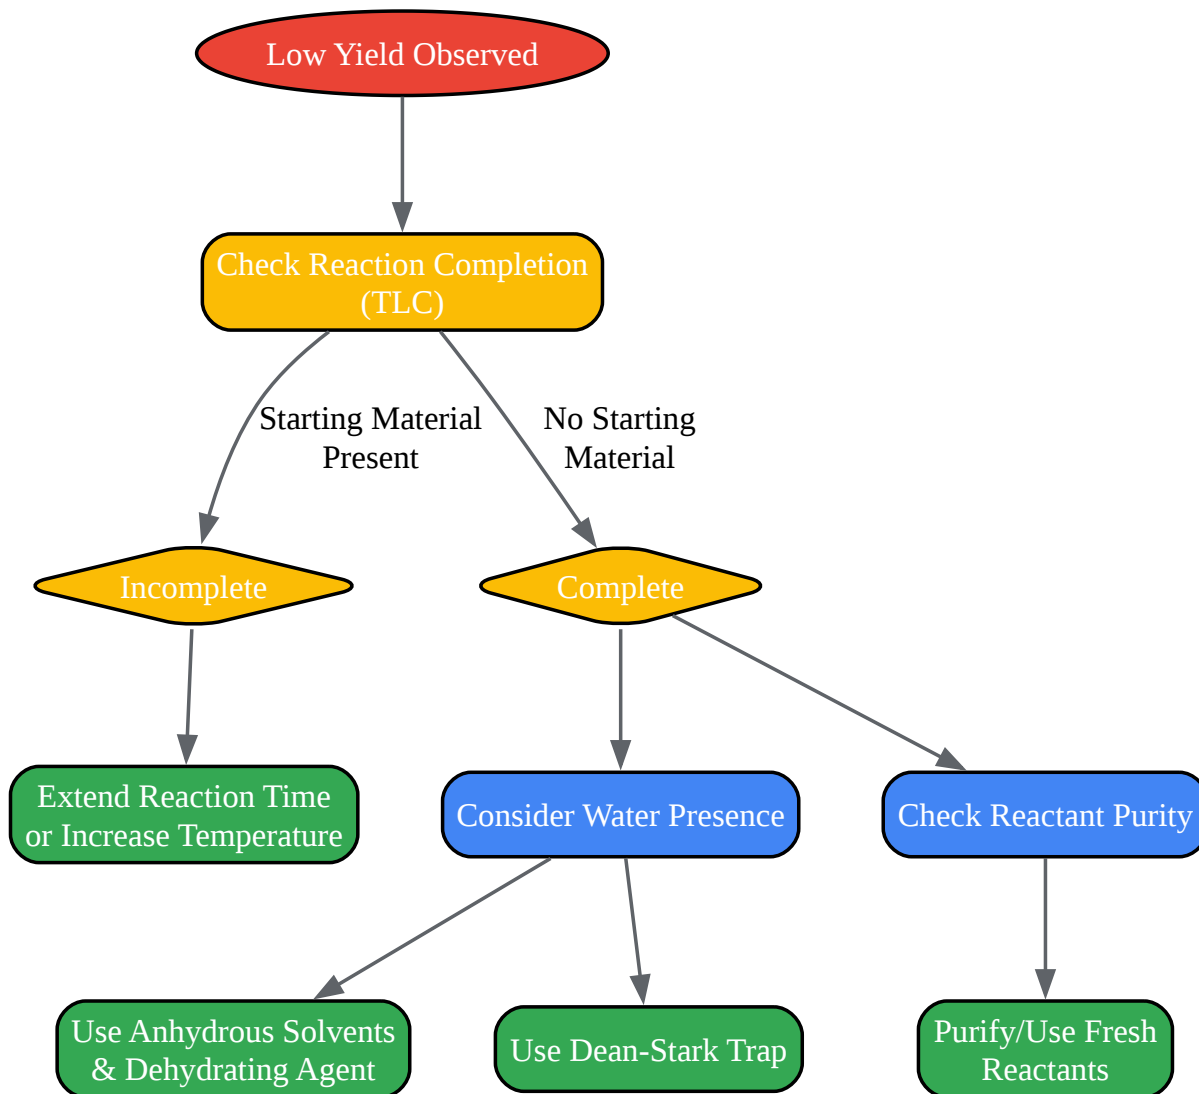 Low Yield Observed
Check Reaction Completion
(TLC)
Starting Material
Present
No Starting
Material
Incomplete
Complete
Extend Reaction Time
or Increase Temperature
Consider Water Presence
Check Reactant Purity
Use Anhydrous Solvents
& Dehydrating Agent
Use Dean-Stark Trap
Purify/Use Fresh
Reactants